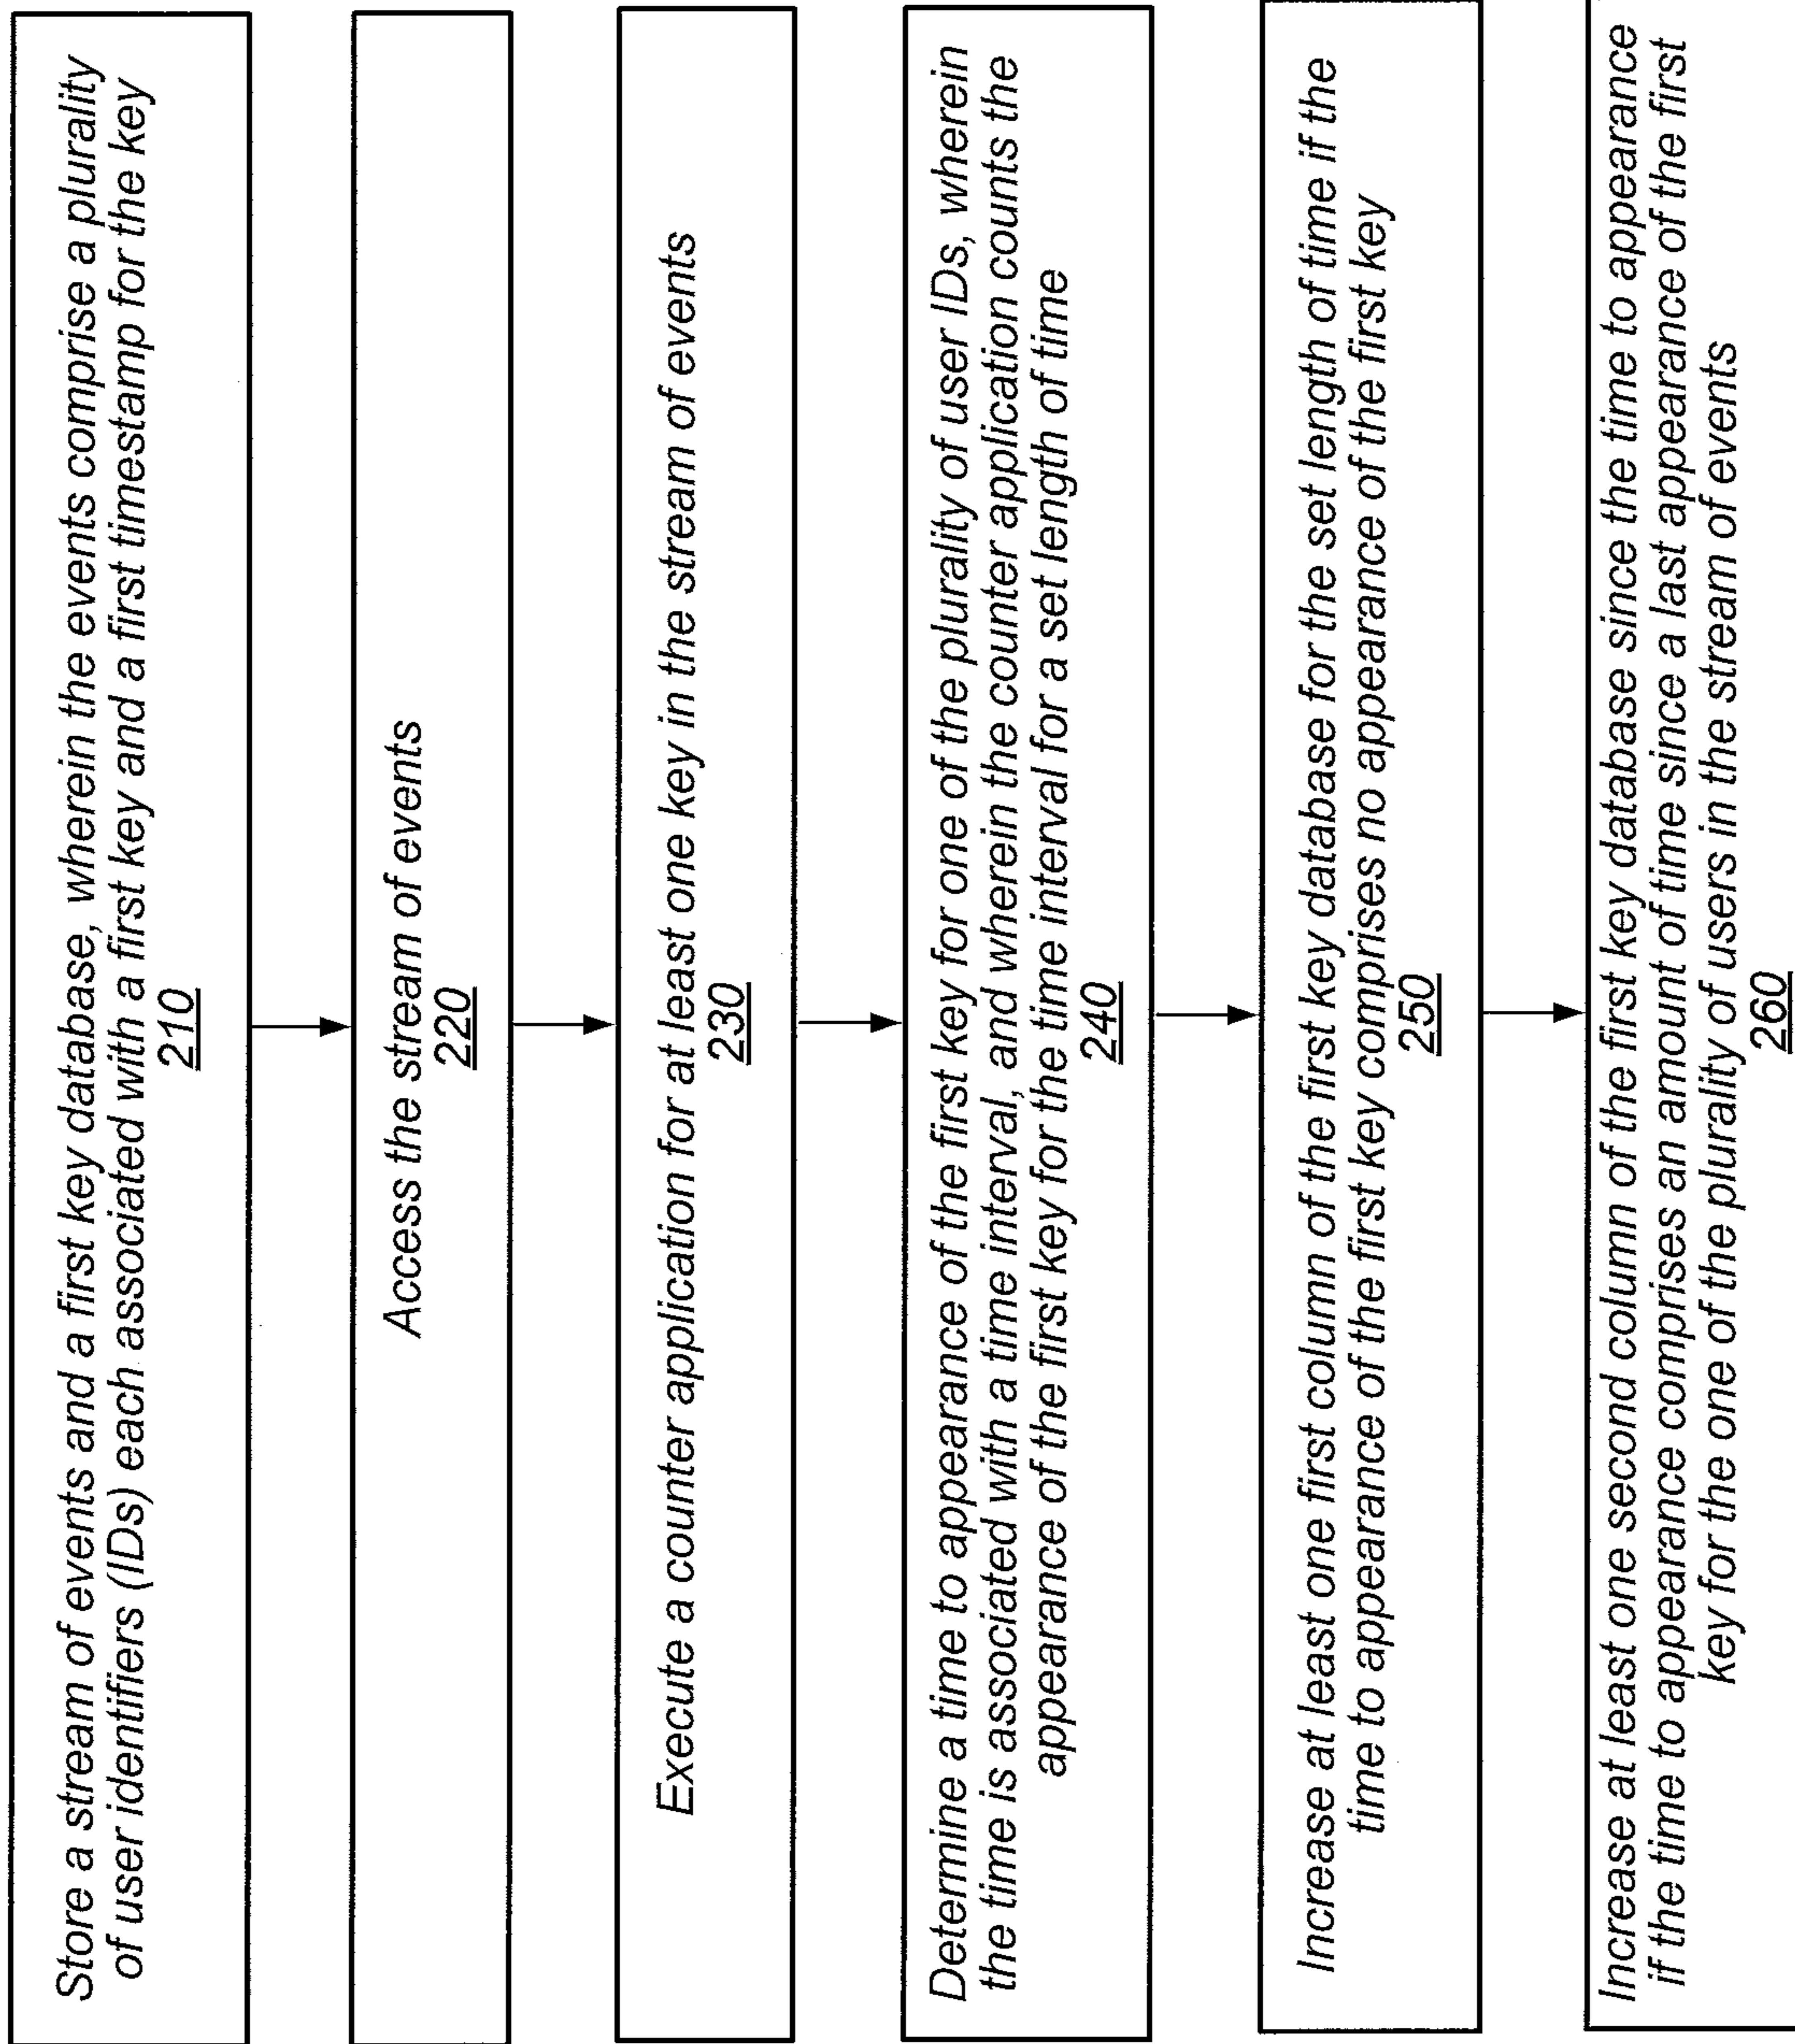 Store a stream of events and a first key database, wherein the events comprise a plurality
of user identifiers (IDs) each associated with a first key and a first timestamp for the key
210
Access the stream of events
220
Execute a counter application for at least one key in the stream of events
230
Determine a time to appearance of the first key for one of the plurality of user IDs, wherein
the time is associated with a time interval, and wherein the counter application counts the
appearance of the first key for the time interval for a set length of time
240
Increase at least one first column of the first key database for the set length of time if the
time to appearance of the first key comprises no appearance of the first key
250
Increase at least one second column of the first key database since the time to appearance
if the time to appearance comprises an amount of time since a last appearance of the first
key for the one of the plurality of users in the stream of events
260